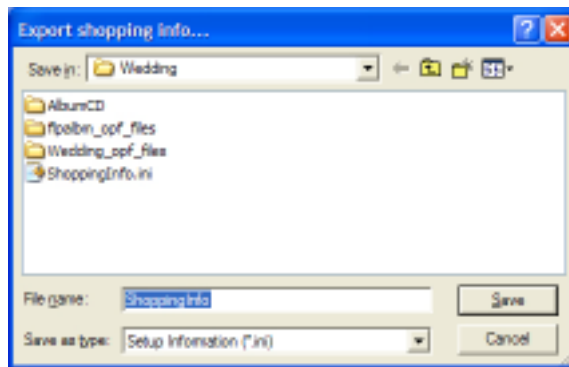 Export shopping info...
Save in: Wedding
AlbumCD
flpalbm_opf_files
Wedding_opf_files
ShoppingInfo.ini
File name: ShoppingInfo Save
Save as type: Setup Information (*.ini) Cancel